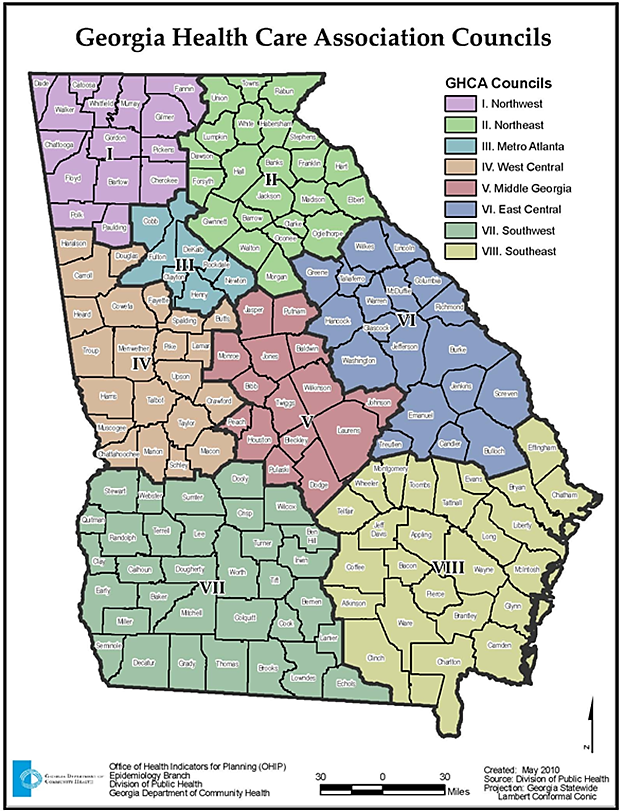 Georgia Health Care Association Councils
GHCA Councils
I. Northwest
II. Northeast
III. Metro Atlanta
IV. West Central
V. Middle Georgia
VI. East Central
VII. Southwest
VIII. Southeast
Dade
Catoosa
Walker
Whitfield
Murray
Fannin
Gilmer
Chattooga
Gordon
I
Pickens
Floyd
Bartow
Cherokee
Polk
Paulding
Towns
Rabun
Union
White
Habersham
Lumpkin
Stephens
Dawson
Banks
Franklin
Hart
Hall
II
Forsyth
Jackson
Madison
Elbert
Gwinnett
Barrow
Clarke
Oconee
Oglethorpe
Walton
Morgan
Cobb
DeKalb
Fulton
III
Rockdale
Clayton
Newton
Henry
Haralson
Douglas
Carroll
Fayette
Coweta
Heard
Spalding
Butts
Troup
Meriwether
Pike
Lamar
IV
Upson
Harris
Talbot
Crawford
Taylor
Muscogee
Chattahoochee
Marion
Macon
Schley
Jasper
Putnam
Monroe
Jones
Baldwin
Bibb
Wilkinson
Twiggs
Johnson
Peach
V
Laurens
Houston
Bleckley
Pulaski
Dodge
Wilkes
Lincoln
Greene
Taliaferro
Columbia
McDuffie
Warren
Richmond
Hancock
VI
Glascock
Jefferson
Burke
Washington
Jenkins
Screven
Emanuel
Treutlen
Candler
Bulloch
Stewart
Webster
Sumter
Dooly
Wilcox
Crisp
Quitman
Randolph
Terrell
Lee
Ben
Hill
Turner
Irwin
Clay
Calhoun
Dougherty
Worth
Tift
VII
Early
Baker
Mitchell
Berrien
Miller
Colquitt
Cook
Lanier
Seminole
Decatur
Grady
Thomas
Brooks
Lowndes
Echols
Effingham
Montgomery
Wheeler
Toombs
Evans
Bryan
Chatham
Tattnall
Telfair
Jeff
Davis
Appling
Liberty
Long
Coffee
Bacon
VIII
Wayne
McIntosh
Pierce
Atkinson
Glynn
Ware
Brantley
Camden
Clinch
Charlton
N
Georgia Department of
Community Health
Office of Health Indicators for Planning (OHIP)
Epidemiology Branch
Division of Public Health
Georgia Department of Community Health
30 0 30
Miles
Created: May 2010
Source: Division of Public Health
Projection: Georgia Statewide
Lambert Conformal Conic